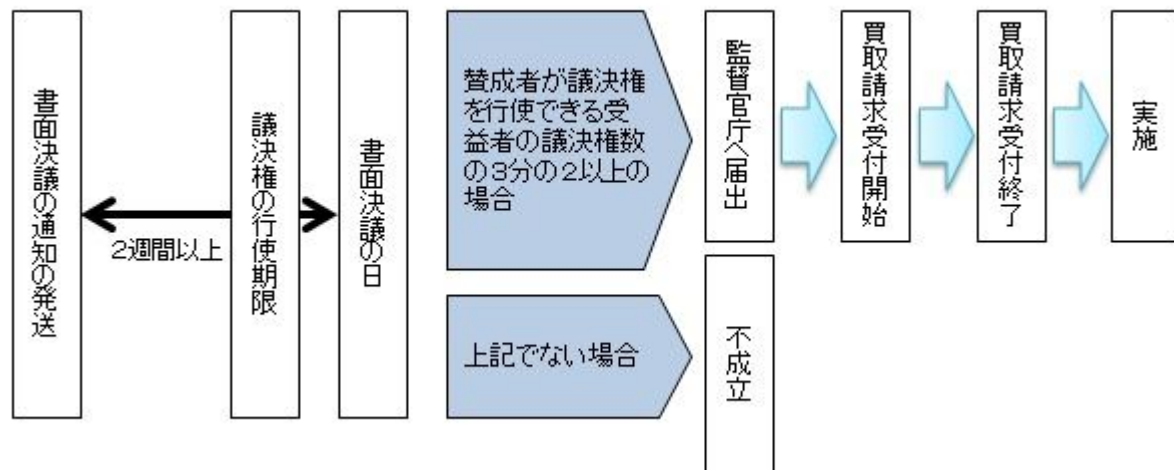 書面決議の通知の発送
2週間以上
議決権の行使期限
書面決議の日
賛成者が議決権
を行使できる受
益者の議決権数
の3分の2以上の
場合
監督官庁へ届出
買取請求受付開始
買取請求受付終了
実施
上記でない場合
不成立